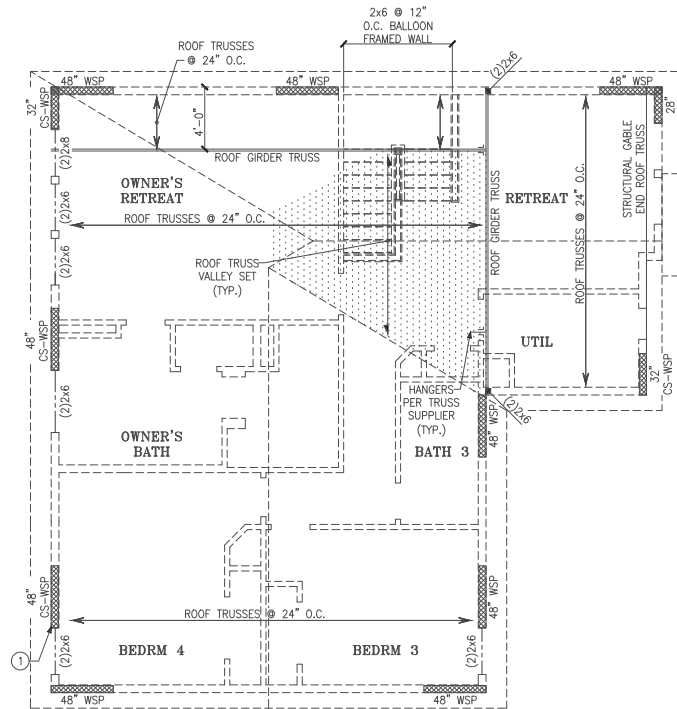 2x6 @ 12"
O.C. BALLOON
FRAMED WALL
ROOF TRUSSES
@ 24" O.C.
(2)2x6
48" WSP
48" WSP
48" WSP
32"
CS-WSP
28"
CS-WSP
4'-0"
(2)2x8
ROOF GIRDER TRUSS
OWNER'S
RETREAT
RETREAT
STRUCTURAL GABLE
END ROOF TRUSS
ROOF TRUSSES @ 24" O.C.
ROOF GIRDER TRUSS
ROOF TRUSSES @ 24" O.C.
(2)2x6
(2)2x6
ROOF TRUSS
VALLEY SET
(TYP.)
48"
CS-WSP
UTIL
32"
CS-WSP
(2)2x6
HANGERS
PER TRUSS
SUPPLIER
(TYP.)
(2)2x6
48" WSP
OWNER'S
BATH
BATH 3
48"
CS-WSP
48" WSP
ROOF TRUSSES @ 24" O.C.
1
(2)2x6
BEDRM 4
BEDRM 3
(2)2x6
48" WSP
48" WSP